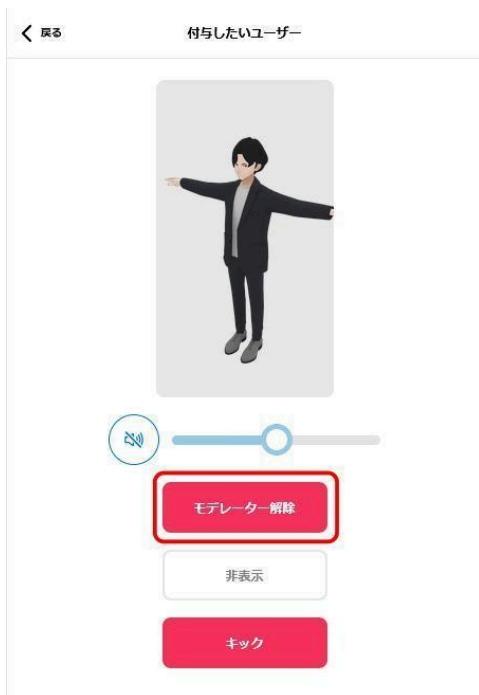 戻る
付与したいユーザー
モデレーター解除
非表示
キック